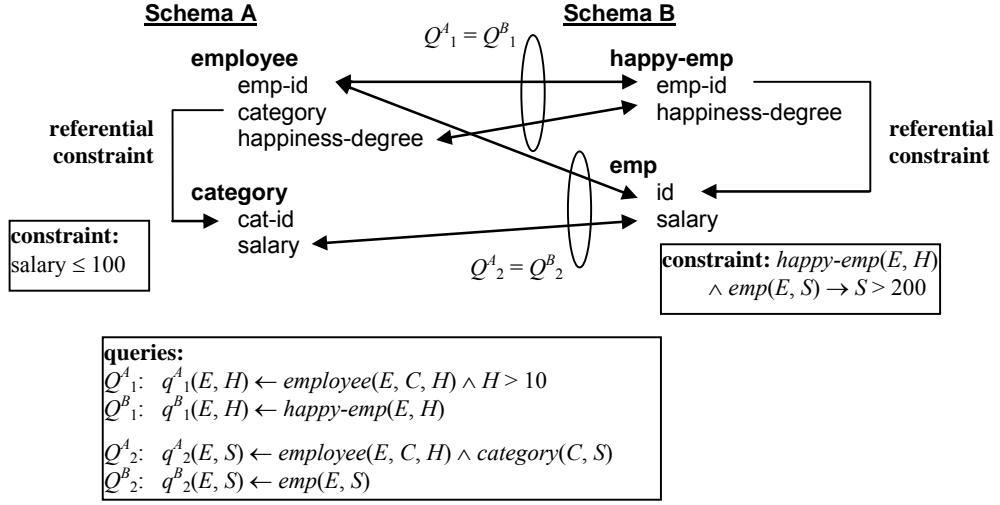 Schema A
Schema B
Q^A_1 = Q^B_1
employee
emp-id
category
happiness-degree
happy-emp
emp-id
happiness-degree
referential
constraint
referential
constraint
emp
id
salary
category
cat-id
salary
constraint:
salary ≤ 100
Q^A_2 = Q^B_2
constraint: happy-emp(E, H)
∧ emp(E, S) → S > 200
queries:
Q^A_1: q^A_1(E, H) ← employee(E, C, H) ∧ H > 10
Q^B_1: q^B_1(E, H) ← happy-emp(E, H)
Q^A_2: q^A_2(E, S) ← employee(E, C, H) ∧ category(C, S)
Q^B_2: q^B_2(E, S) ← emp(E, S)